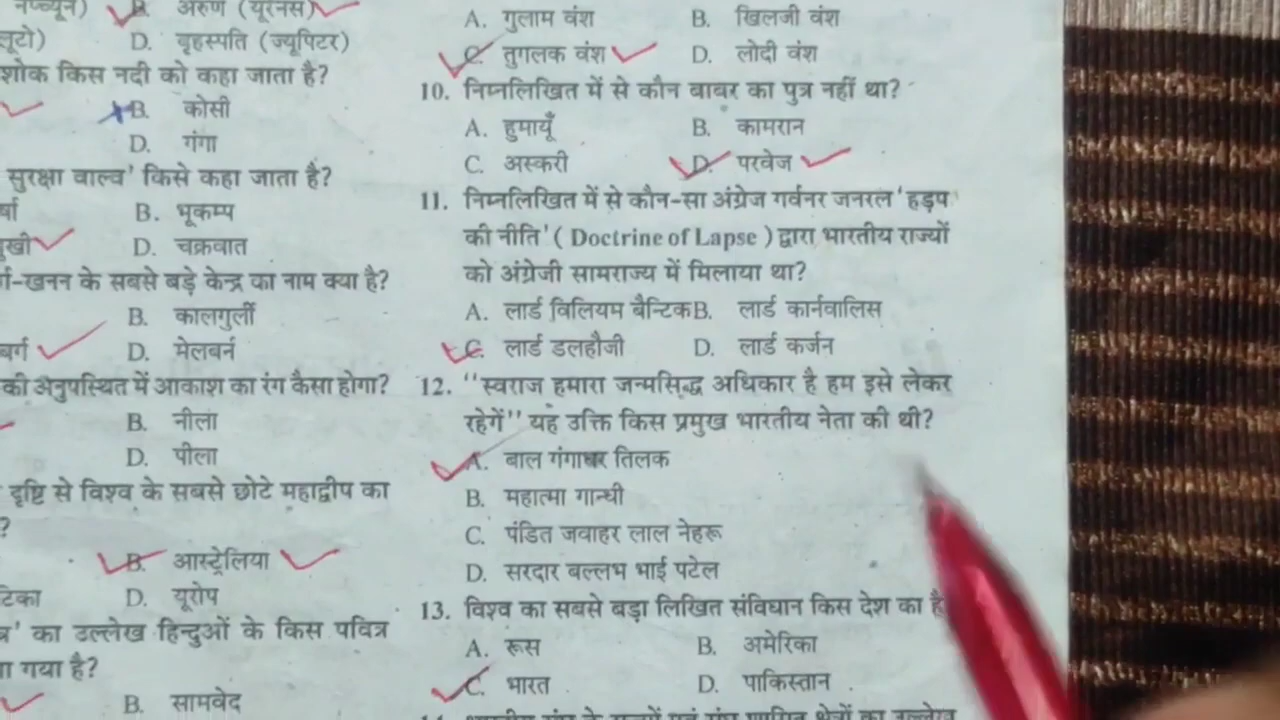 B. अरुण (यूरेनस)
D. वृहस्पति (ज्यूपिटर)
शोक किस नदी को कहा जाता है?
B. कोसी
D. गंगा
सुरक्षा वाल्व' किसे कहा जाता है?
B. भूकम्प
D. चक्रवात
खनन के सबसे बड़े केन्द्र का नाम क्या है?
B. कालगुर्ली
D. मेलबर्न
की अनुपस्थित में आकाश का रंग कैसा होगा?
B. नीला
D. पीला
दृष्टि से विश्व के सबसे छोटे महाद्वीप का
?
B. आस्ट्रेलिया
D. यूरोप
का उल्लेख हिन्दुओं के किस पवित्र
गया है?
B. सामवेद
A. गुलाम वंश B. खिलजी वंश
C. तुगलक वंश D. लोदी वंश
10. निम्नलिखित में से कौन बाबर का पुत्र नहीं था?
A. हुमायूँ B. कामरान
C. अस्करी D. परवेज
11. निम्नलिखित में से कौन-सा अंग्रेज गर्वनर जनरल 'हड़प
की नीति' ( Doctrine of Lapse ) द्वारा भारतीय राज्यों
को अंग्रेजी सामराज्य में मिलाया था?
A. लार्ड विलियम बैन्टिक B. लार्ड कार्नवालिस
C. लार्ड डलहौजी D. लार्ड कर्जन
12. "स्वराज हमारा जन्मसिद्ध अधिकार है हम इसे लेकर
रहेगें" यह उक्ति किस प्रमुख भारतीय नेता की थी?
A. बाल गंगाधर तिलक
B. महात्मा गान्धी
C. पंडित जवाहर लाल नेहरू
D. सरदार बल्लभ भाई पटेल
13. विश्व का सबसे बड़ा लिखित संविधान किस देश का है
A. रूस B. अमेरिका
C. भारत D. पाकिस्तान